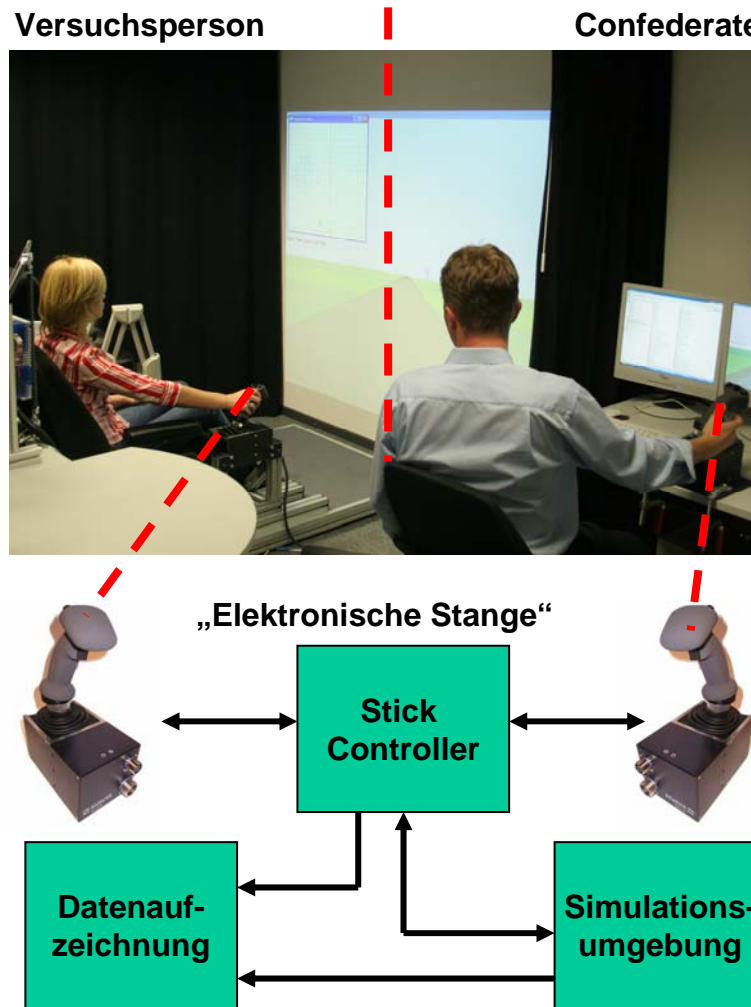 Versuchsperson
Confederate
„Elektronische Stange“
Stick
Controller
Datenauf-
zeichnung
Simulations-
umgebung